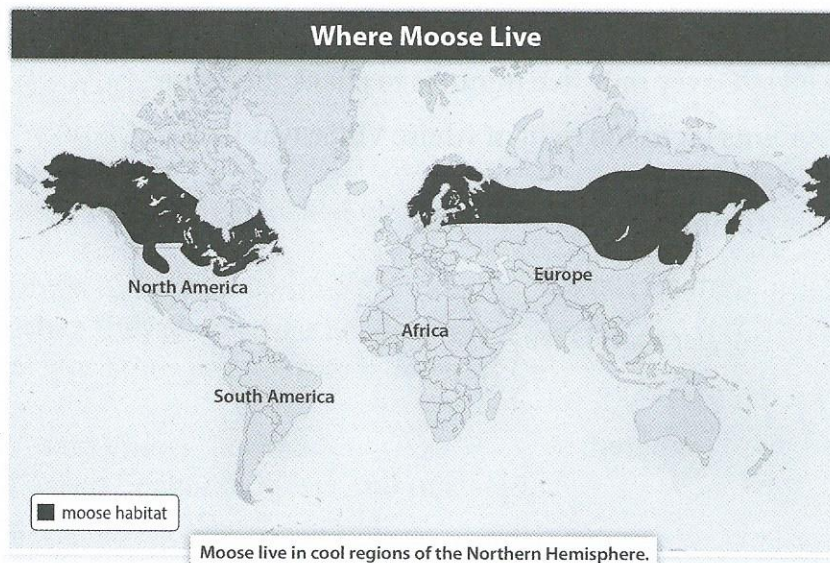 Where Moose Live
North America
Europe
Africa
South America
moose habitat
Moose live in cool regions of the Northern Hemisphere.